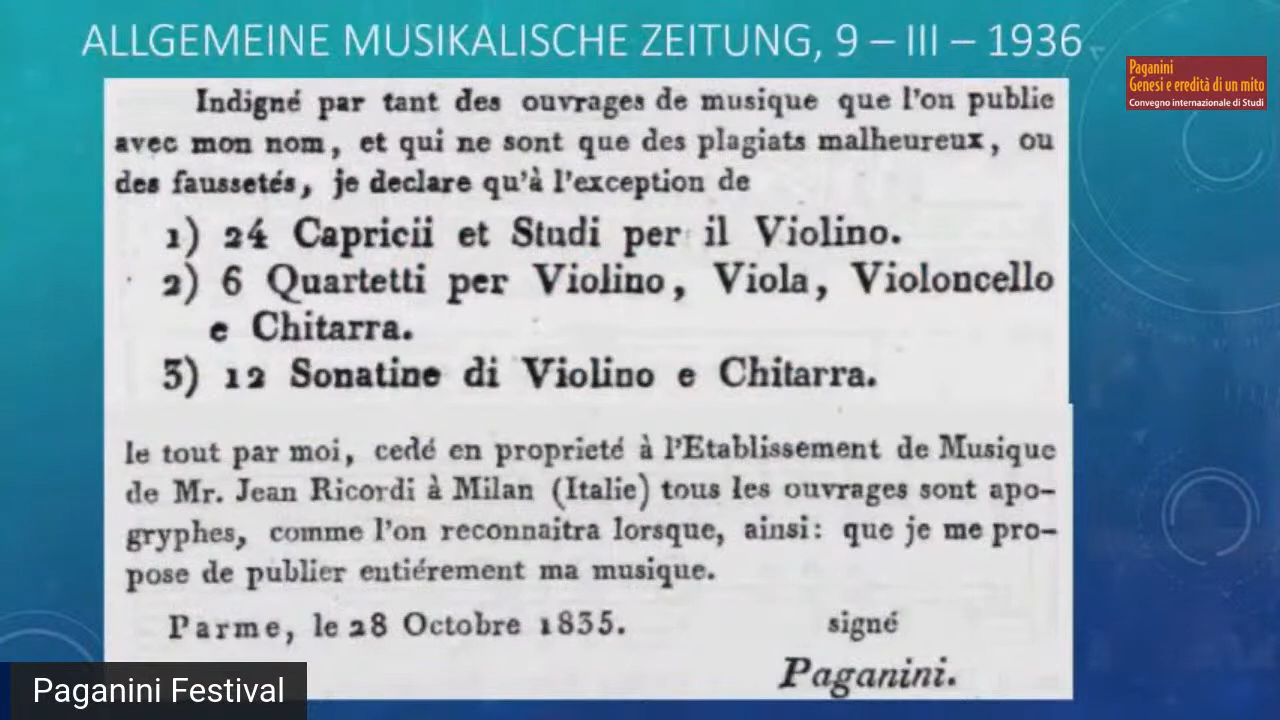 ALLGEMEINE MUSIKALISCHE ZEITUNG, 9 – III – 1936
Paganini
Genesi e eredità di un mito
Convegno internazionale di Studi
Indigné par tant des ouvrages de musique que l'on publie
avec mon nom, et qui ne sont que des plagiats malheureux, ou
des faussetés, je declare qu'à l'exception de
1) 24 Capricii et Studi per il Violino.
2) 6 Quartetti per Violino, Viola, Violoncello
e Chitarra.
3) 12 Sonatine di Violino e Chitarra.
le tout par moi, cedé en proprieté à l'Etablissement de Musique
de Mr. Jean Ricordi à Milan (Italie) tous les ouvrages sont apo-
gryphes, comme l'on reconnaitra lorsque, ainsi: que je me pro-
pose de publier entiérement ma musique.
Parme, le 28 Octobre 1835. signé
Paganini.
Paganini Festival